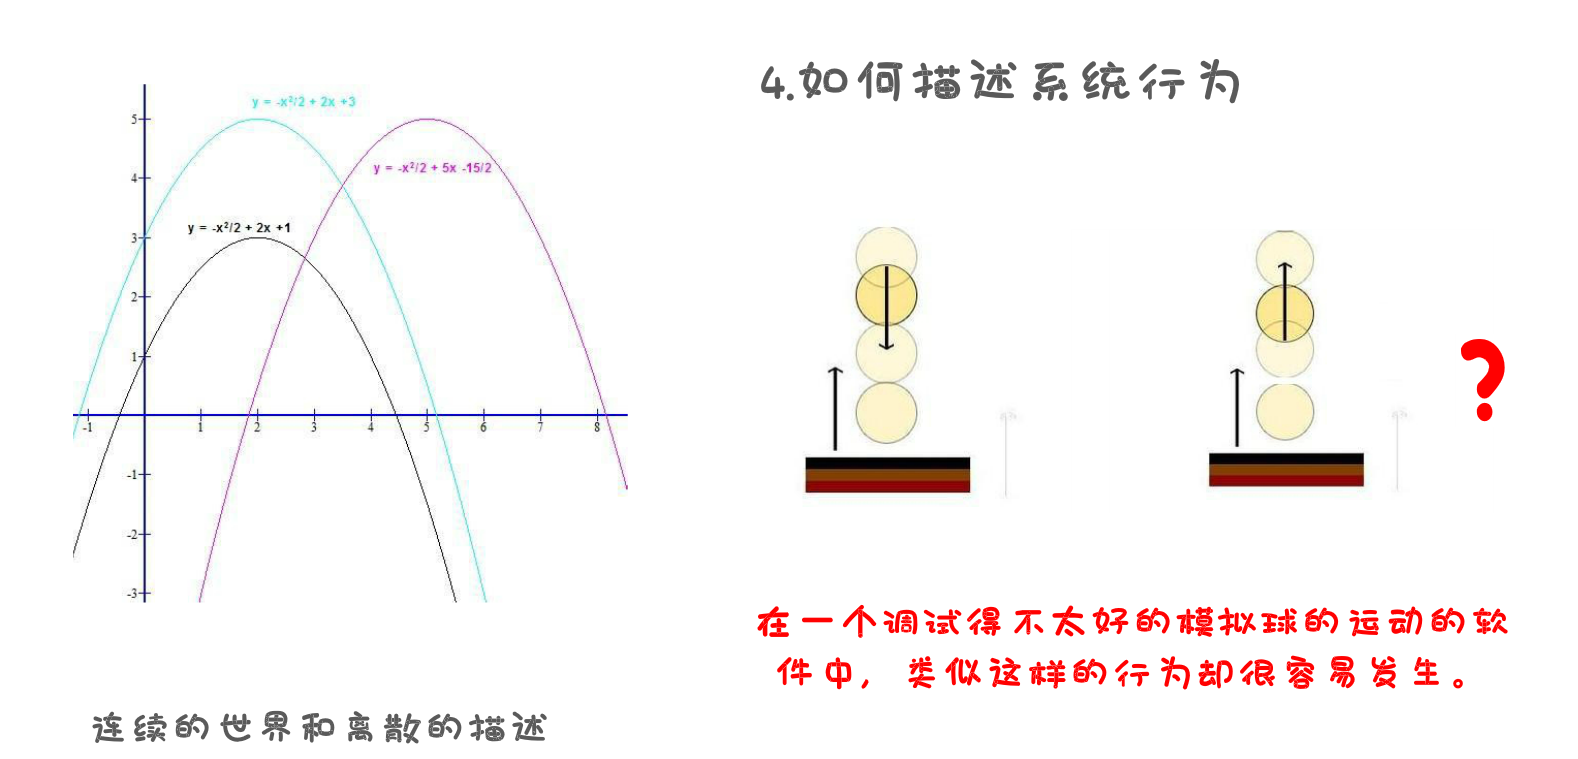 4.如何描述系统行为
y = -x²/2 + 2x +3
y = -x²/2 + 5x -15/2
y = -x²/2 + 2x +1
5
4
3
2
1
-1 1 2 3 4 5 6 7 8
-1
-2
-3
在一个调试得不太好的模拟球的运动的软
件中，类似这样的行为却很容易发生。
?
连续的世界和离散的描述